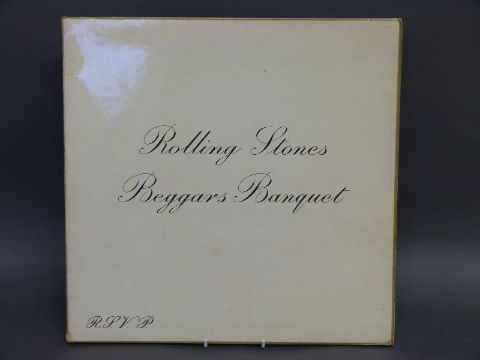 Rolling Stones
Beggars Banquet
R.S.V.P